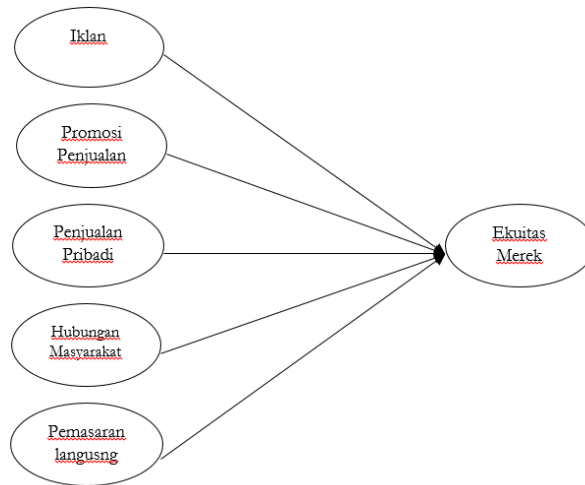 Iklan
Promosi
Penjualan
Penjualan
Pribadi
Ekuitas
Merek
Hubungan
Masyarakat
Pemasaran
langusng